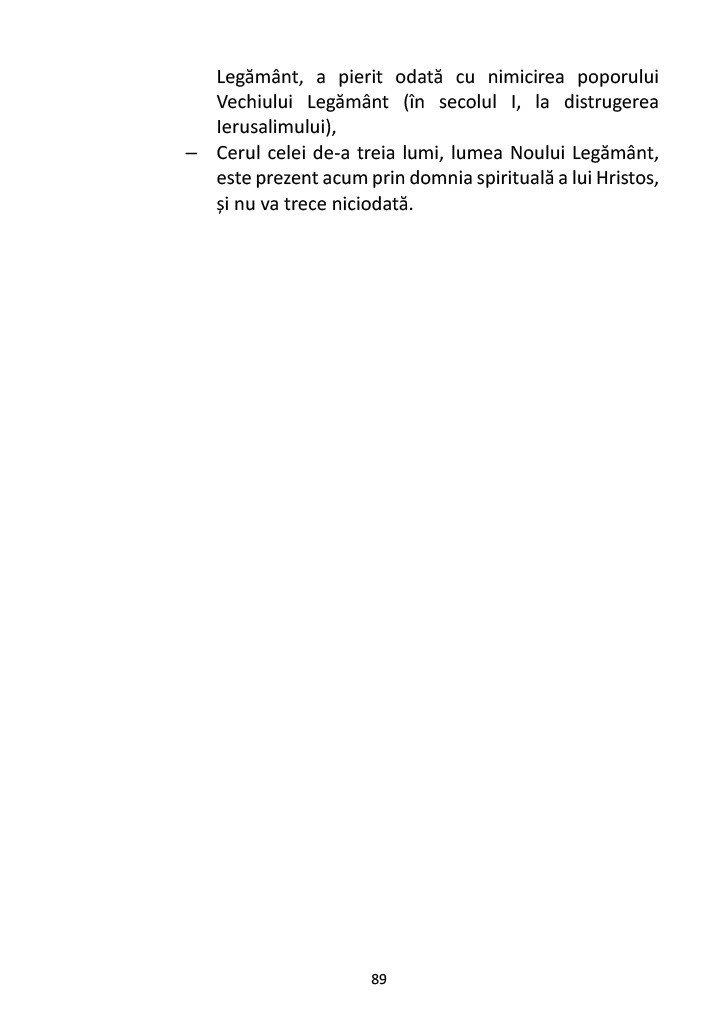 Legământ, a pierit odată cu nimicirea poporului
Vechiului Legământ (în secolul I, la distrugerea
Ierusalimului),
– Cerul celei de-a treia lumi, lumea Noului Legământ,
este prezent acum prin domnia spirituală a lui Hristos,
și nu va trece niciodată.
89